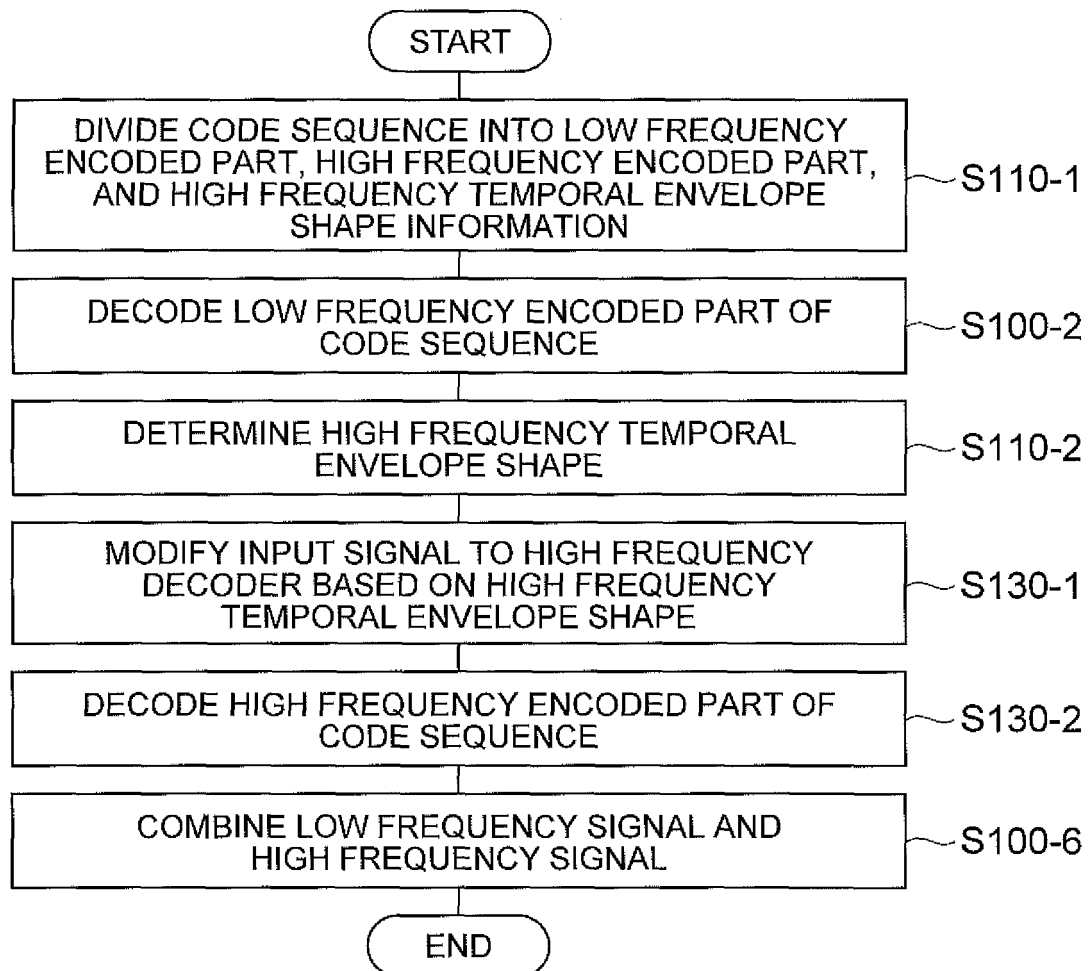 START
DIVIDE CODE SEQUENCE INTO LOW FREQUENCY
ENCODED PART, HIGH FREQUENCY ENCODED PART,
AND HIGH FREQUENCY TEMPORAL ENVELOPE
SHAPE INFORMATION
S110-1
DECODE LOW FREQUENCY ENCODED PART OF
CODE SEQUENCE
S100-2
DETERMINE HIGH FREQUENCY TEMPORAL
ENVELOPE SHAPE
S110-2
MODIFY INPUT SIGNAL TO HIGH FREQUENCY
DECODER BASED ON HIGH FREQUENCY
TEMPORAL ENVELOPE SHAPE
S130-1
DECODE HIGH FREQUENCY ENCODED PART OF
CODE SEQUENCE
S130-2
COMBINE LOW FREQUENCY SIGNAL AND
HIGH FREQUENCY SIGNAL
S100-6
END